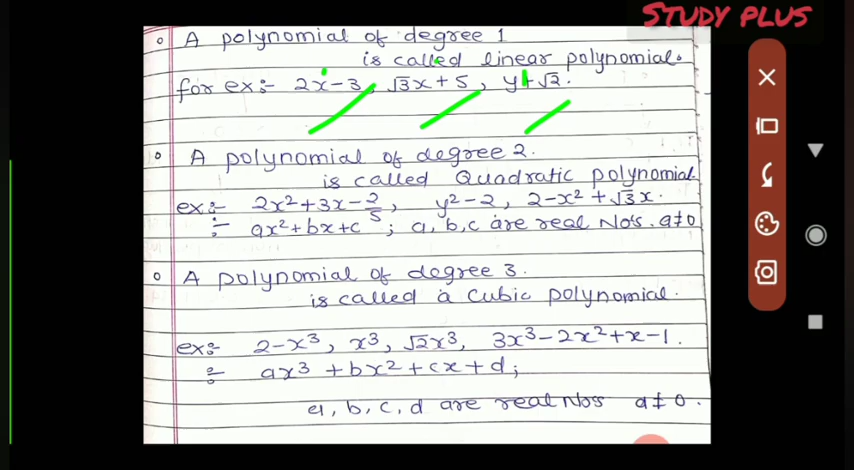 STUDY PLUS
A polynomial of degree 1
is called linear polynomial.
for ex:- 2x-3, √3x+5, y+√2.
A polynomial of degree 2.
is called Quadratic polynomial
ex:- 2x²+3x-2/5, y²-2, 2-x²+√3x.
÷ ax²+bx+c ; a, b, c are real No's. a≠0
A polynomial of degree 3.
is called a Cubic polynomial.
ex:- 2-x³, x³, √2x³, 3x³-2x²+x-1.
÷ ax³+bx²+cx+d;
a, b, c, d are real No's a≠0.